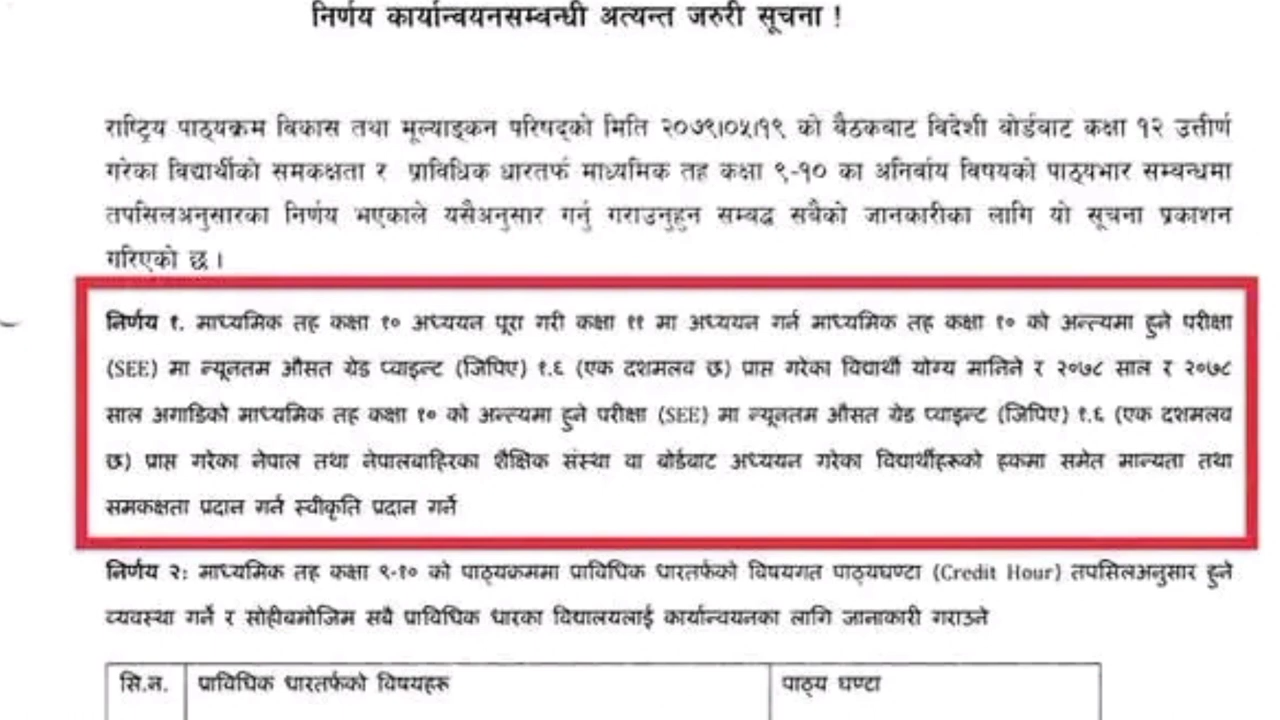 निर्णय कार्यान्वयनसम्बन्धी अत्यन्त जरुरी सूचना !
राष्ट्रिय पाठ्यक्रम विकास तथा मूल्याङ्कन परिषद्को मिति २०७९।०५।१९ को बैठकबाट विदेशी बोर्डबाट कक्षा १२ उत्तीर्ण
गरेका विद्यार्थीको समकक्षता र प्राविधिक धारतर्फ माध्यमिक तह कक्षा ९-१० का अनिर्वाय विषयको पाठ्यभार सम्बन्धमा
तपसिलअनुसारका निर्णय भएकाले यसैअनुसार गर्नु गराउनुहुन सम्बद्ध सबैको जानकारीका लागि यो सूचना प्रकाशन
गरिएको छ ।
निर्णय १. माध्यमिक तह कक्षा १० अध्ययन पूरा गरी कक्षा ११ मा अध्ययन गर्न माध्यमिक तह कक्षा १० को अन्त्यमा हुने परीक्षा
(SEE) मा न्यूनतम औसत ग्रेड प्वाइन्ट (जिपिए) १.६ (एक दशमलव छ) प्राप्त गरेका विद्यार्थी योग्य मानिने र २०७८ साल र २०७८
साल अगाडिको माध्यमिक तह कक्षा १० को अन्त्यमा हुने परीक्षा (SEE) मा न्यूनतम औसत ग्रेड प्वाइन्ट (जिपिए) १.६ (एक दशमलव
छ) प्राप्त गरेका नेपाल तथा नेपालबाहिरका शैक्षिक संस्था वा बोर्डबाट अध्ययन गरेका विद्यार्थीहरूको हकमा समेत मान्यता तथा
समकक्षता प्रदान गर्न स्वीकृति प्रदान गर्ने
निर्णय २: माध्यमिक तह कक्षा ९-१० को पाठ्यक्रममा प्राविधिक धारतर्फको विषयगत पाठ्यघण्टा (Credit Hour) तपसिलअनुसार हुने
व्यवस्था गर्ने र सोहीबमोजिम सबै प्राविधिक धारका विद्यालयलाई कार्यान्वयनका लागि जानाकारी गराउने
सि.न. प्राविधिक धारतर्फको विषयहरू पाठ्य घण्टा